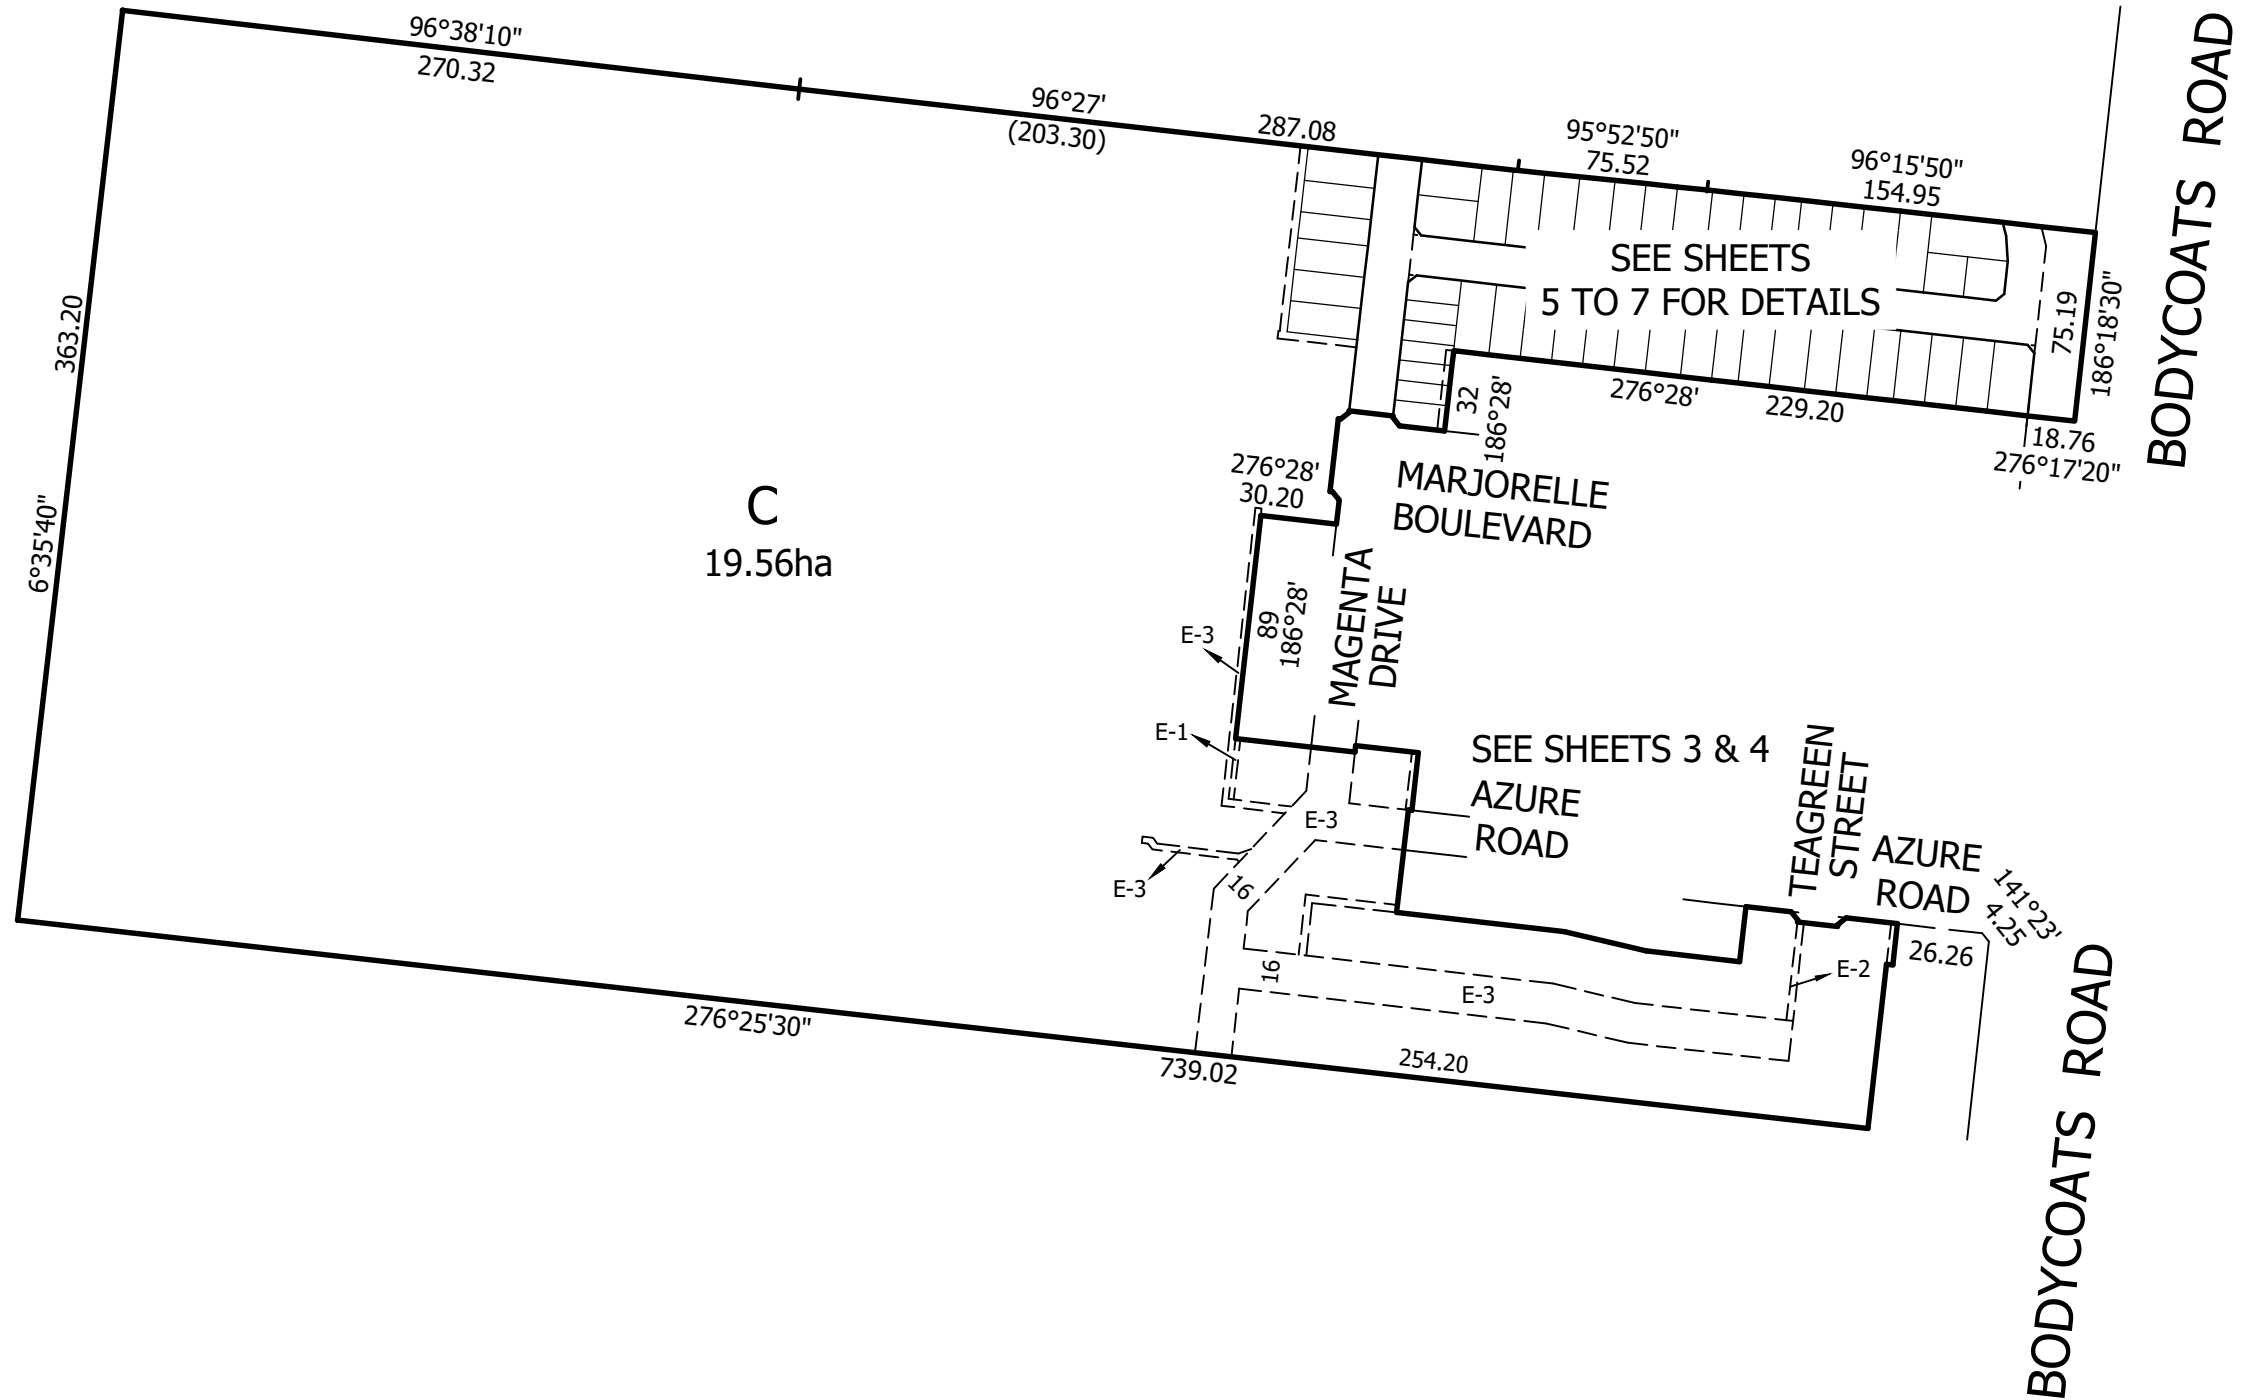 96°38'10"
270.32
96°27'
(203.30)
287.08
95°52'50"
75.52
96°15'50"
154.95
BODYCOATS ROAD
SEE SHEETS
5 TO 7 FOR DETAILS
75.19
186°18'30"
363.20
6°35'40"
32
186°28'
276°28'
229.20
18.76
276°17'20"
276°28'
30.20
MARJORELLE
BOULEVARD
C
19.56ha
89
186°28'
MAGENTA
DRIVE
E-3
E-1
SEE SHEETS 3 & 4
AZURE
ROAD
TEAGREEN
STREET
AZURE
ROAD
141°23'
4.25
26.26
E-3
E-3
16
16
E-2
E-3
276°25'30"
739.02
254.20
BODYCOATS ROAD